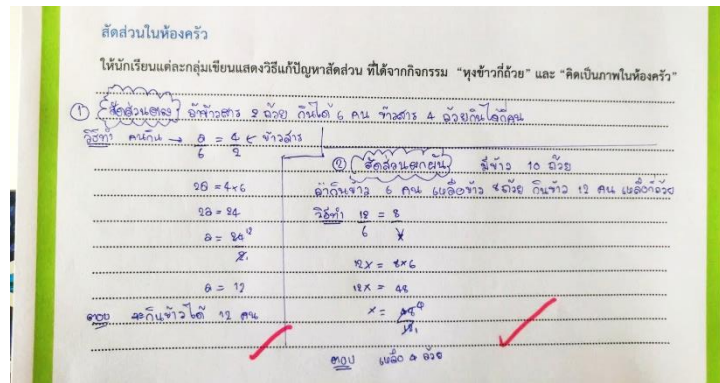 สัดส่วนในห้องครัว
ให้นักเรียนแต่ละกลุ่มเขียนแสดงวิธีแก้ปัญหาสัดส่วน ที่ได้จากกิจกรรม “หุงข้าวกี่ถ้วย” และ “คิดเป็นภาพในห้องครัว”
① สัดส่วนตรง ถ้าข้าวสาร 2 ถ้วย กินได้ 6 คน ข้าวสาร 4 ถ้วยกินได้กี่คน
วิธีทำ คนกิน → a/6 = 4/2 ← ข้าวสาร
2a = 4×6
2a = 24
a = 24/2
a = 12
ตอบ จะกินข้าวได้ 12 คน
② สัดส่วนผกผัน มีข้าว 10 ถ้วย
ถ้ากินข้าว 6 คน เหลือข้าว 8 ถ้วย กินข้าว 12 คน เหลือกี่ถ้วย
วิธีทำ 12/6 = 8/x
12x = 8×6
12x = 48
x = 48/12
ตอบ เหลือ 4 ถ้วย